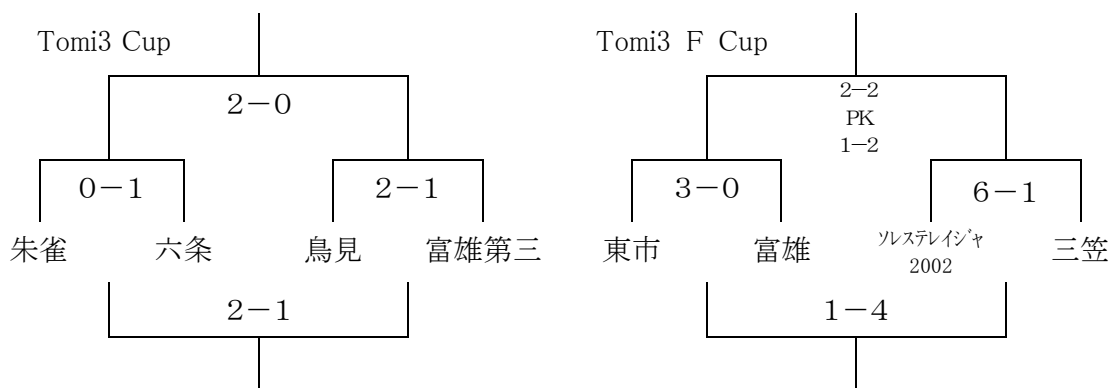 Tomi3 Cup
2-0
0-1
2-1
朱雀
六条
鳥見
富雄第三
2-1
Tomi3 F Cup
2-2
PK
1-2
3-0
6-1
東市
富雄
ソレステレイジャ
2002
三笠
1-4